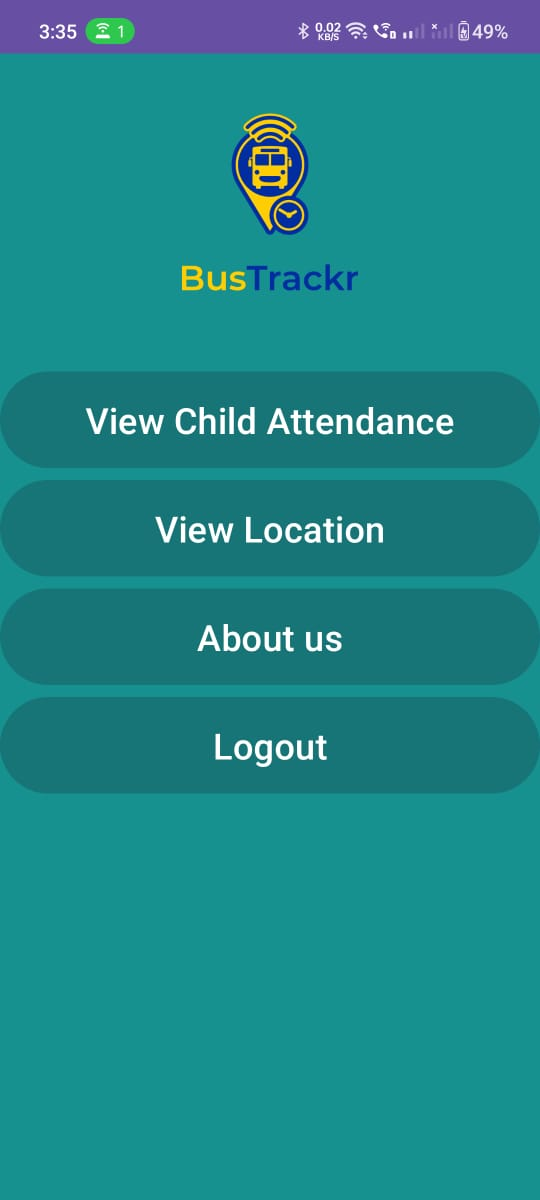 3:35 1 0.02 KB/S 49%
BusTrackr
View Child Attendance
View Location
About us
Logout